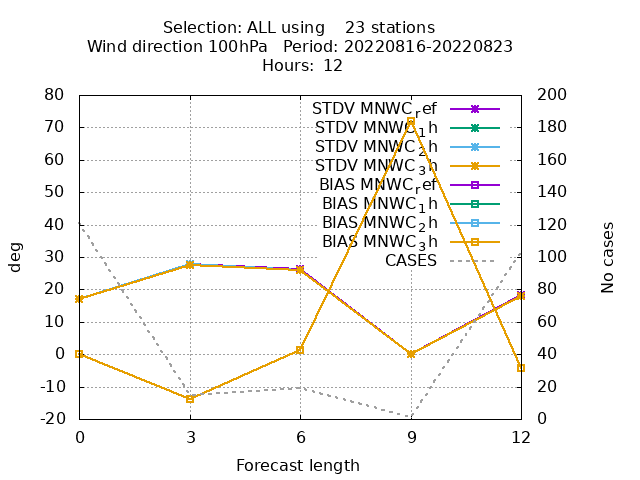 Selection: ALL using    23 stations
Wind direction 100hPa   Period: 20220816-20220823
Hours:  12
80 200
70 STDV MNWC_ref 180
STDV MNWC_1h
60 STDV MNWC_2h 160
STDV MNWC_3h
50 BIAS MNWC_ref 140
40 BIAS MNWC_1h 120
BIAS MNWC_2h
30 BIAS MNWC_3h 100
CASES
20 80
10 60
0 40
-10 20
-20 0
deg
No cases
0 3 6 9 12
Forecast length